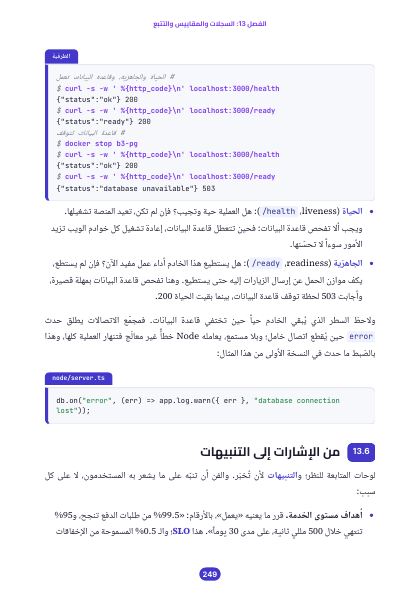 الفصل 13: السجلات والمقاييس والتتبع
الطرفية
# الحياة والجاهزية، وقاعدة البيانات تعمل
$ curl -s -w ' %{http_code}\n' localhost:3000/health
{"status":"ok"} 200
$ curl -s -w ' %{http_code}\n' localhost:3000/ready
{"status":"ready"} 200
# قاعدة البيانات تتوقف
$ docker stop b3-pg
$ curl -s -w ' %{http_code}\n' localhost:3000/health
{"status":"ok"} 200
$ curl -s -w ' %{http_code}\n' localhost:3000/ready
{"status":"database unavailable"} 503
• الحياة (liveness، /health): هل العملية حية وتجيب؟ فإن لم تكن، تعيد المنصة تشغيلها.
ويجب ألا تفحص قاعدة البيانات: فحين تتعطل قاعدة البيانات، إعادة تشغيل كل خوادم الويب تزيد
الأمور سوءاً لا تحسّنها.
• الجاهزية (readiness، /ready): هل يستطيع هذا الخادم أداء عمل مفيد الآن؟ فإن لم يستطع،
يكف موازن الحمل عن إرسال الزيارات إليه حتى يستطيع. وهنا تفحص قاعدة البيانات بمهلة قصيرة،
وأجابت 503 لحظة توقف قاعدة البيانات، بينما بقيت الحياة 200.
ولاحظ السطر الذي يُبقي الخادم حياً حين تختفي قاعدة البيانات. فمجمّع الاتصالات يطلق حدث
error حين يُقطع اتصال خامل؛ وبلا مستمع، يعامله Node خطأً غير معالَج فتنهار العملية كلها، وهذا
بالضبط ما حدث في النسخة الأولى من هذا المثال:
node/server.ts
db.on("error", (err) => app.log.warn({ err }, "database connection
lost"));
13.6 من الإشارات إلى التنبيهات
لوحات المتابعة للنظر؛ والتنبيهات لأن تُخبَر. والفن أن تنبّه على ما يشعر به المستخدمون، لا على كل
سبب:
• أهداف مستوى الخدمة. قرر ما يعنيه «يعمل»، بالأرقام: «99.5% من طلبات الدفع تنجح، و95%
تنتهي خلال 500 مللي ثانية، على مدى 30 يوماً». هذا SLO؛ والـ 0.5% المسموحة من الإخفاقات
249